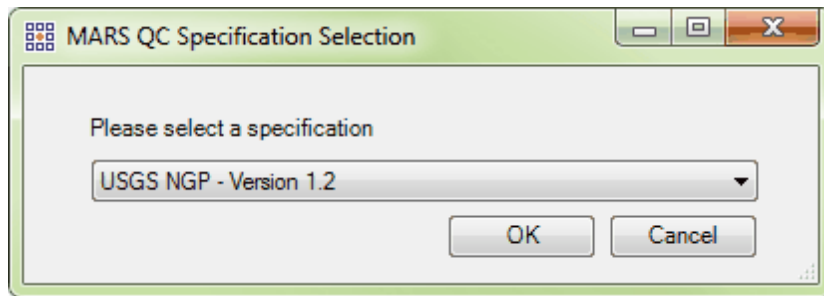 MARS QC Specification Selection
Please select a specification
USGS NGP - Version 1.2
OK
Cancel